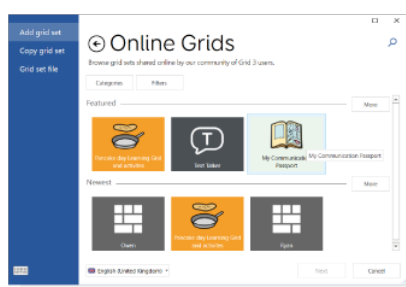 Add grid set
Copy grid set
Grid set file
Online Grids
Browse grid sets shared online by our community of Grid 3 users.
Categories
Filters
Featured
More
Pancake day Learning Grid
and activities
Text Talker
My Communication
Passport
My Communication Passport
Newest
More
Owen
Pancake day Learning Grid
and activities
Ryan
English (United Kingdom)
Next
Cancel